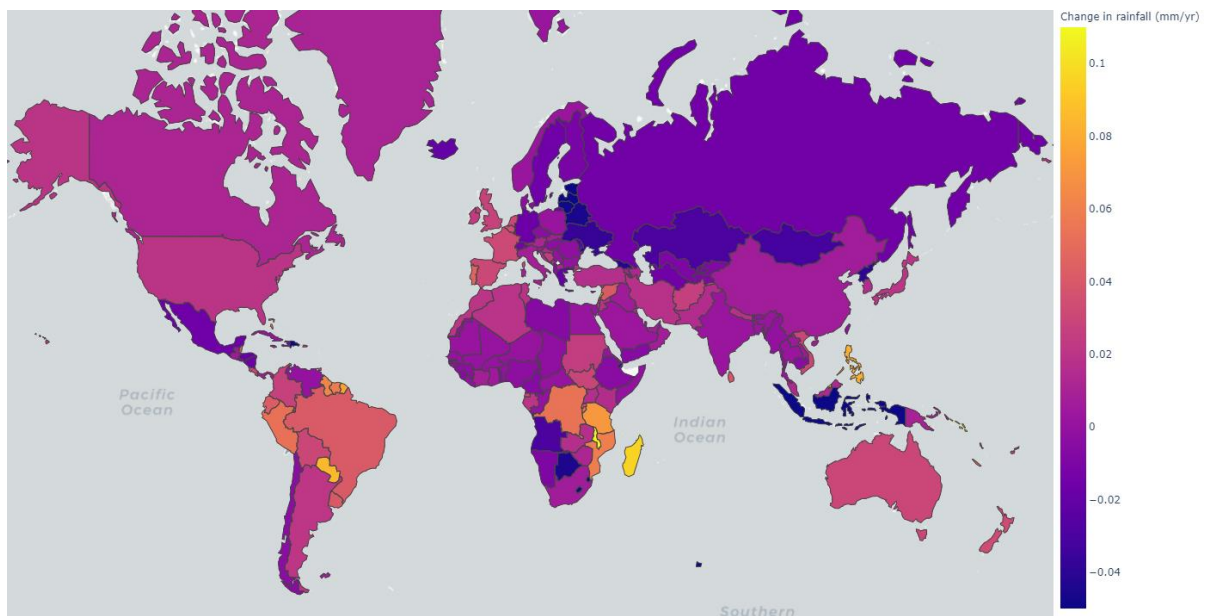 Change in rainfall (mm/yr)
0.1
0.08
0.06
0.04
0.02
0
−0.02
−0.04
Pacific
Ocean
Indian
Ocean
Southern